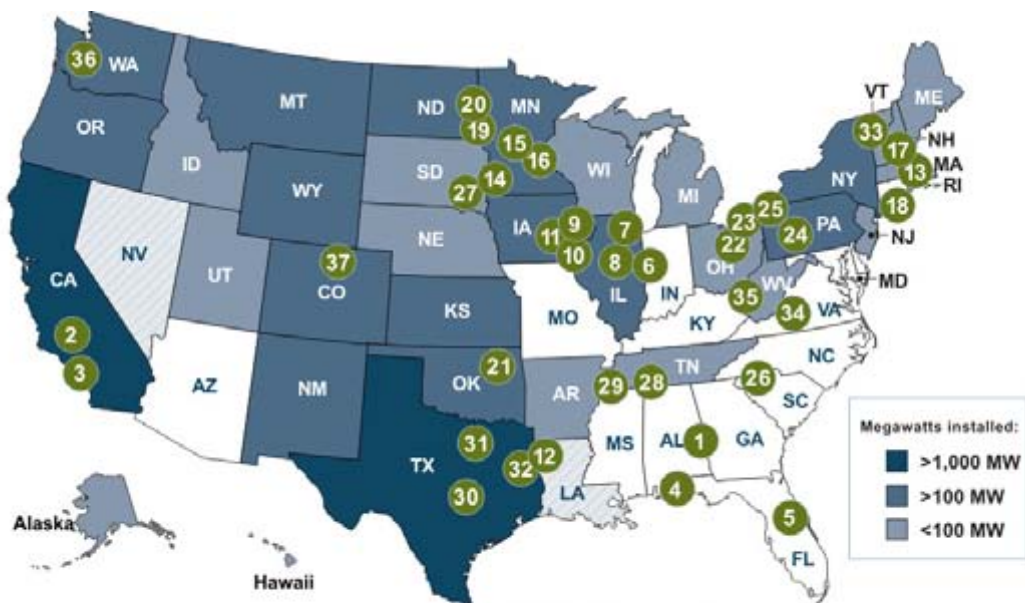 36
WA
MT
ND
20
MN
VT
ME
33
OR
19
15
16
17
NH
ID
SD
WI
MI
NY
13
MA
RI
WY
27
14
25
18
IA
9
7
23
PA
NE
11
22
24
NJ
NV
10
8
6
OH
CA
UT
37
CO
IL
IN
WV
MD
35
2
KS
MO
KY
34
VA
3
21
NC
AZ
NM
OK
29
28
TN
26
AR
SC
Megawatts installed:
31
MS
AL
1
GA
>1,000 MW
TX
32
12
>100 MW
30
LA
4
5
<100 MW
Alaska
FL
Hawaii